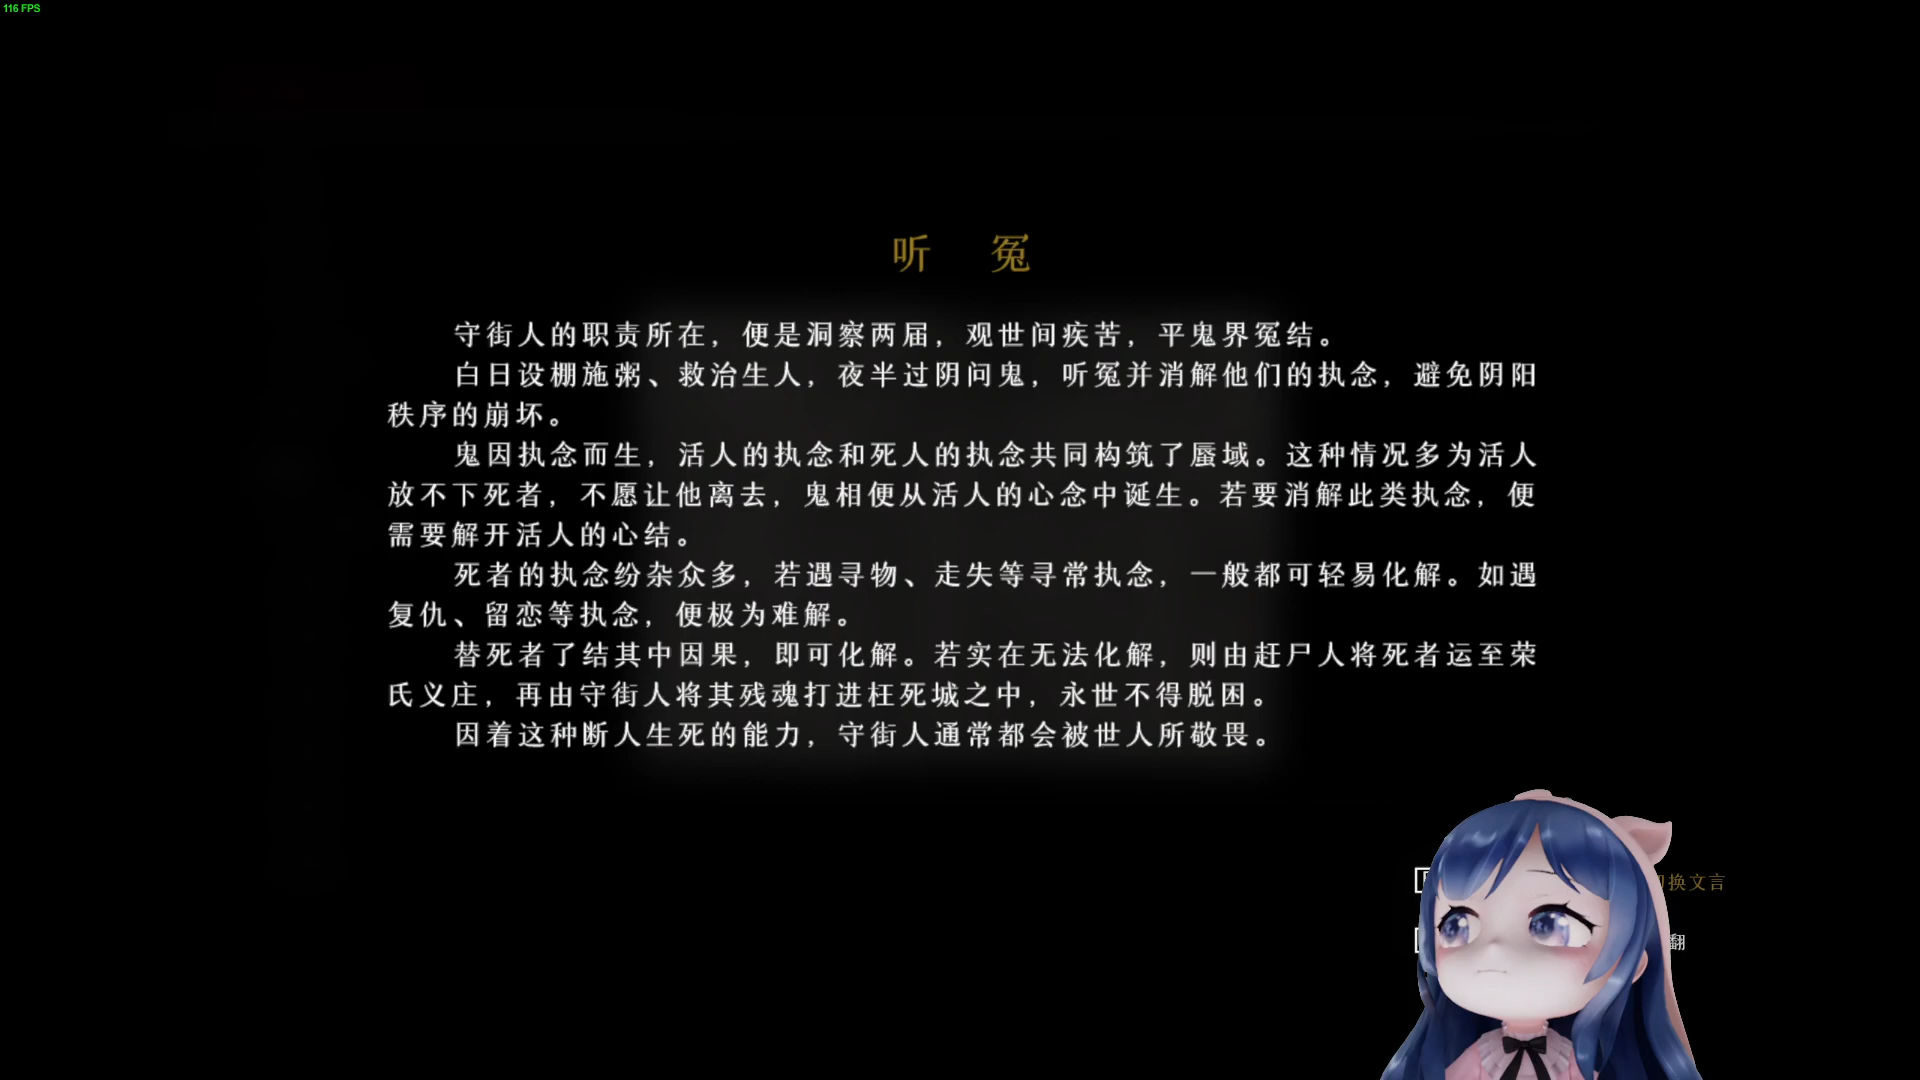 116 FPS
听 冤
守街人的职责所在，便是洞察两届，观世间疾苦，平鬼界冤结。
白日设棚施粥、救治生人，夜半过阴问鬼，听冤并消解他们的执念，避免阴阳
秩序的崩坏。
鬼因执念而生，活人的执念和死人的执念共同构筑了蜃域。这种情况多为活人
放不下死者，不愿让他离去，鬼相便从活人的心念中诞生。若要消解此类执念，便
需要解开活人的心结。
死者的执念纷杂众多，若遇寻物、走失等寻常执念，一般都可轻易化解。如遇
复仇、留恋等执念，便极为难解。
替死者了结其中因果，即可化解。若实在无法化解，则由赶尸人将死者运至荣
氏义庄，再由守街人将其残魂打进枉死城之中，永世不得脱困。
因着这种断人生死的能力，守街人通常都会被世人所敬畏。
换文言
翻